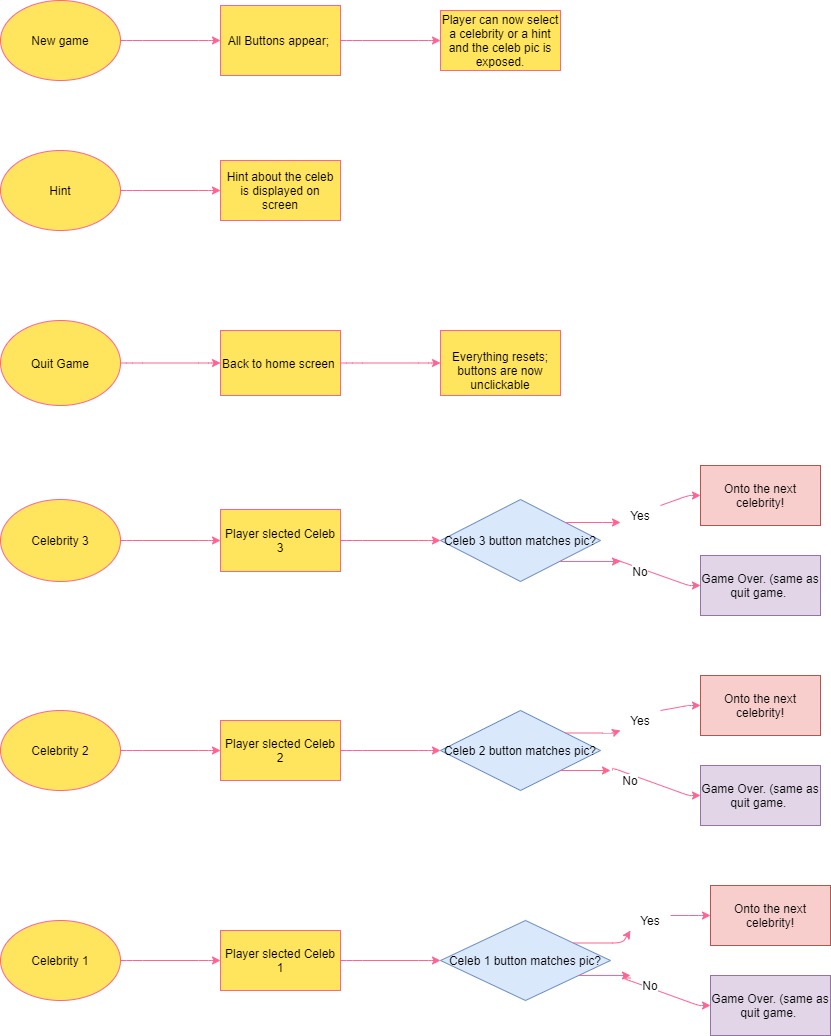 New game
All Buttons appear;
Player can now select
a celebrity or a hint
and the celeb pic is
exposed.
Hint
Hint about the celeb
is displayed on
screen
Quit Game
Back to home screen
Everything resets;
buttons are now
unclickable
Celebrity 3
Player slected Celeb
3
Celeb 3 button matches pic?
Yes
Onto the next
celebrity!
No
Game Over. (same as
quit game.
Celebrity 2
Player slected Celeb
2
Celeb 2 button matches pic?
Yes
Onto the next
celebrity!
No
Game Over. (same as
quit game.
Celebrity 1
Player slected Celeb
1
Celeb 1 button matches pic?
Yes
Onto the next
celebrity!
No
Game Over. (same as
quit game.